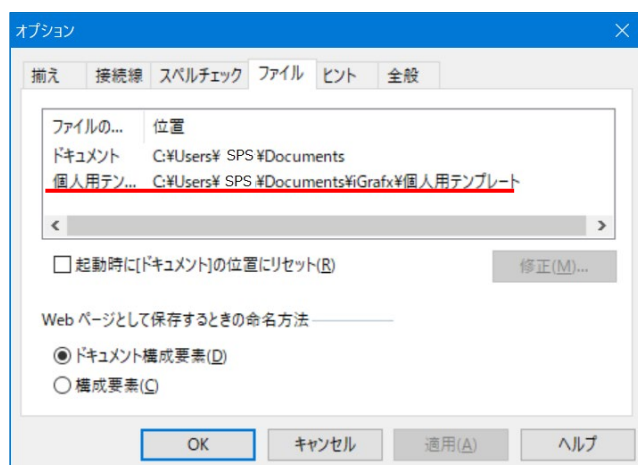 オプション
揃え 接続線 スペルチェック ファイル ヒント 全般
ファイルの... 位置
ドキュメント C:¥Users¥ SPS ¥Documents
個人用テン... C:¥Users¥ SPS ¥Documents¥iGrafx¥個人用テンプレート
起動時に[ドキュメント]の位置にリセット(R)
修正(M)...
Web ページとして保存するときの命名方法
ドキュメント構成要素(D)
構成要素(C)
OK キャンセル 適用(A) ヘルプ